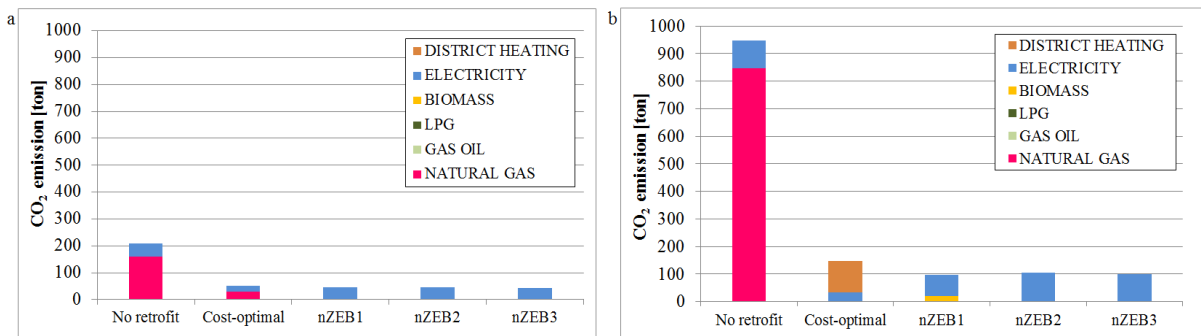 a
CO₂ emission [ton]
1000
900
800
700
600
500
400
300
200
100
0
DISTRICT HEATING
ELECTRICITY
BIOMASS
LPG
GAS OIL
NATURAL GAS
No retrofit Cost-optimal nZEB1 nZEB2 nZEB3
b
CO₂ emission [ton]
1000
900
800
700
600
500
400
300
200
100
0
DISTRICT HEATING
ELECTRICITY
BIOMASS
LPG
GAS OIL
NATURAL GAS
No retrofit Cost-optimal nZEB1 nZEB2 nZEB3